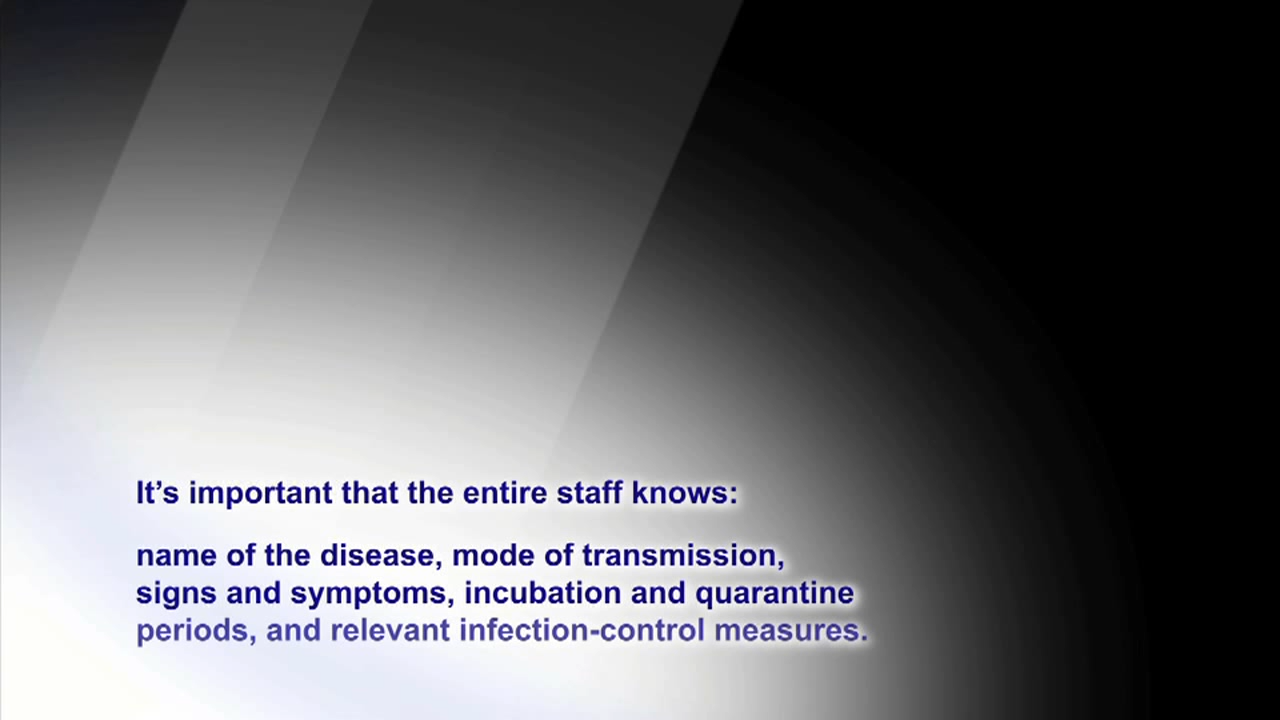 It’s important that the entire staff knows:
name of the disease, mode of transmission,
signs and symptoms, incubation and quarantine
periods, and relevant infection-control measures.